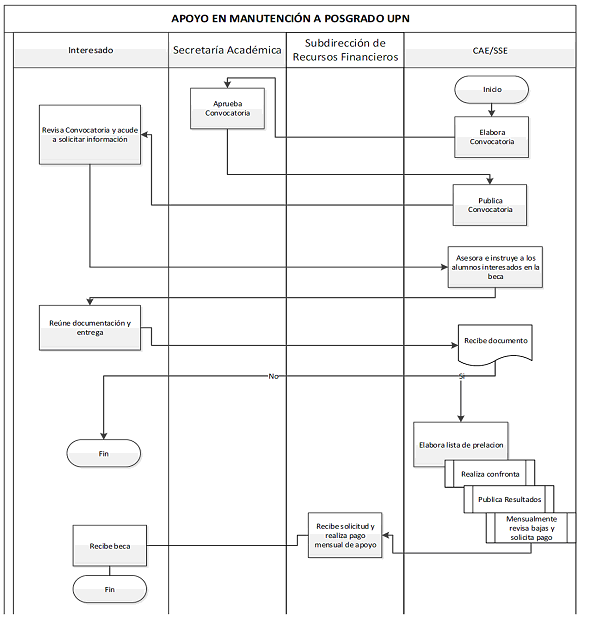 APOYO EN MANUTENCIÓN A POSGRADO UPN
Interesado
Secretaría Académica
Subdirección de
Recursos Financieros
CAE/SSE
Inicio
Aprueba
Convocatoria
Elabora
Convocatoria
Revisa Convocatoria y acude
a solicitar información
Publica
Convocatoria
Asesora e instruye a los
alumnos interesados en la
beca
Reúne documentación y
entrega
Recibe documento
No
Si
Fin
Elabora lista de prelacion
Realiza confronta
Publica Resultados
Mensualmente
revisa bajas y
solicita pago
Recibe solicitud y
realiza pago
mensual de apoyo
Recibe beca
Fin